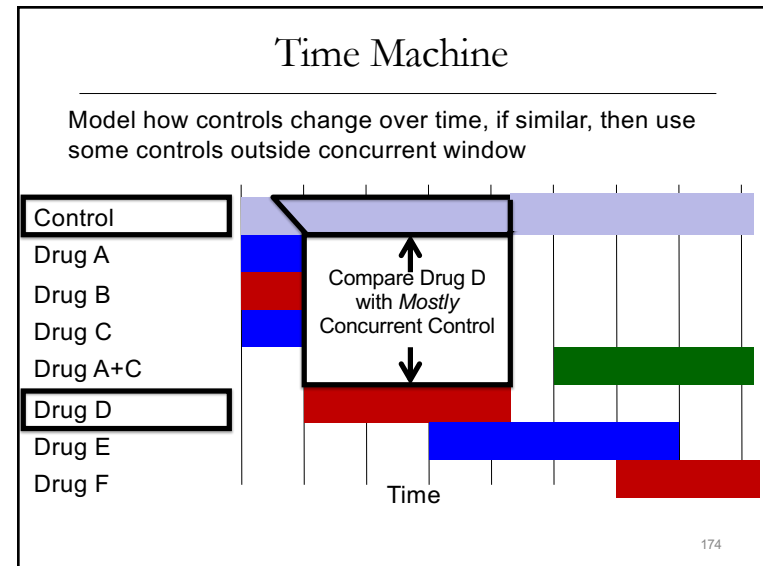 Time Machine
Model how controls change over time, if similar, then use
some controls outside concurrent window
Control
Drug A
Drug B
Drug C
Drug A+C
Drug D
Drug E
Drug F
Compare Drug D
with Mostly
Concurrent Control
Time
174